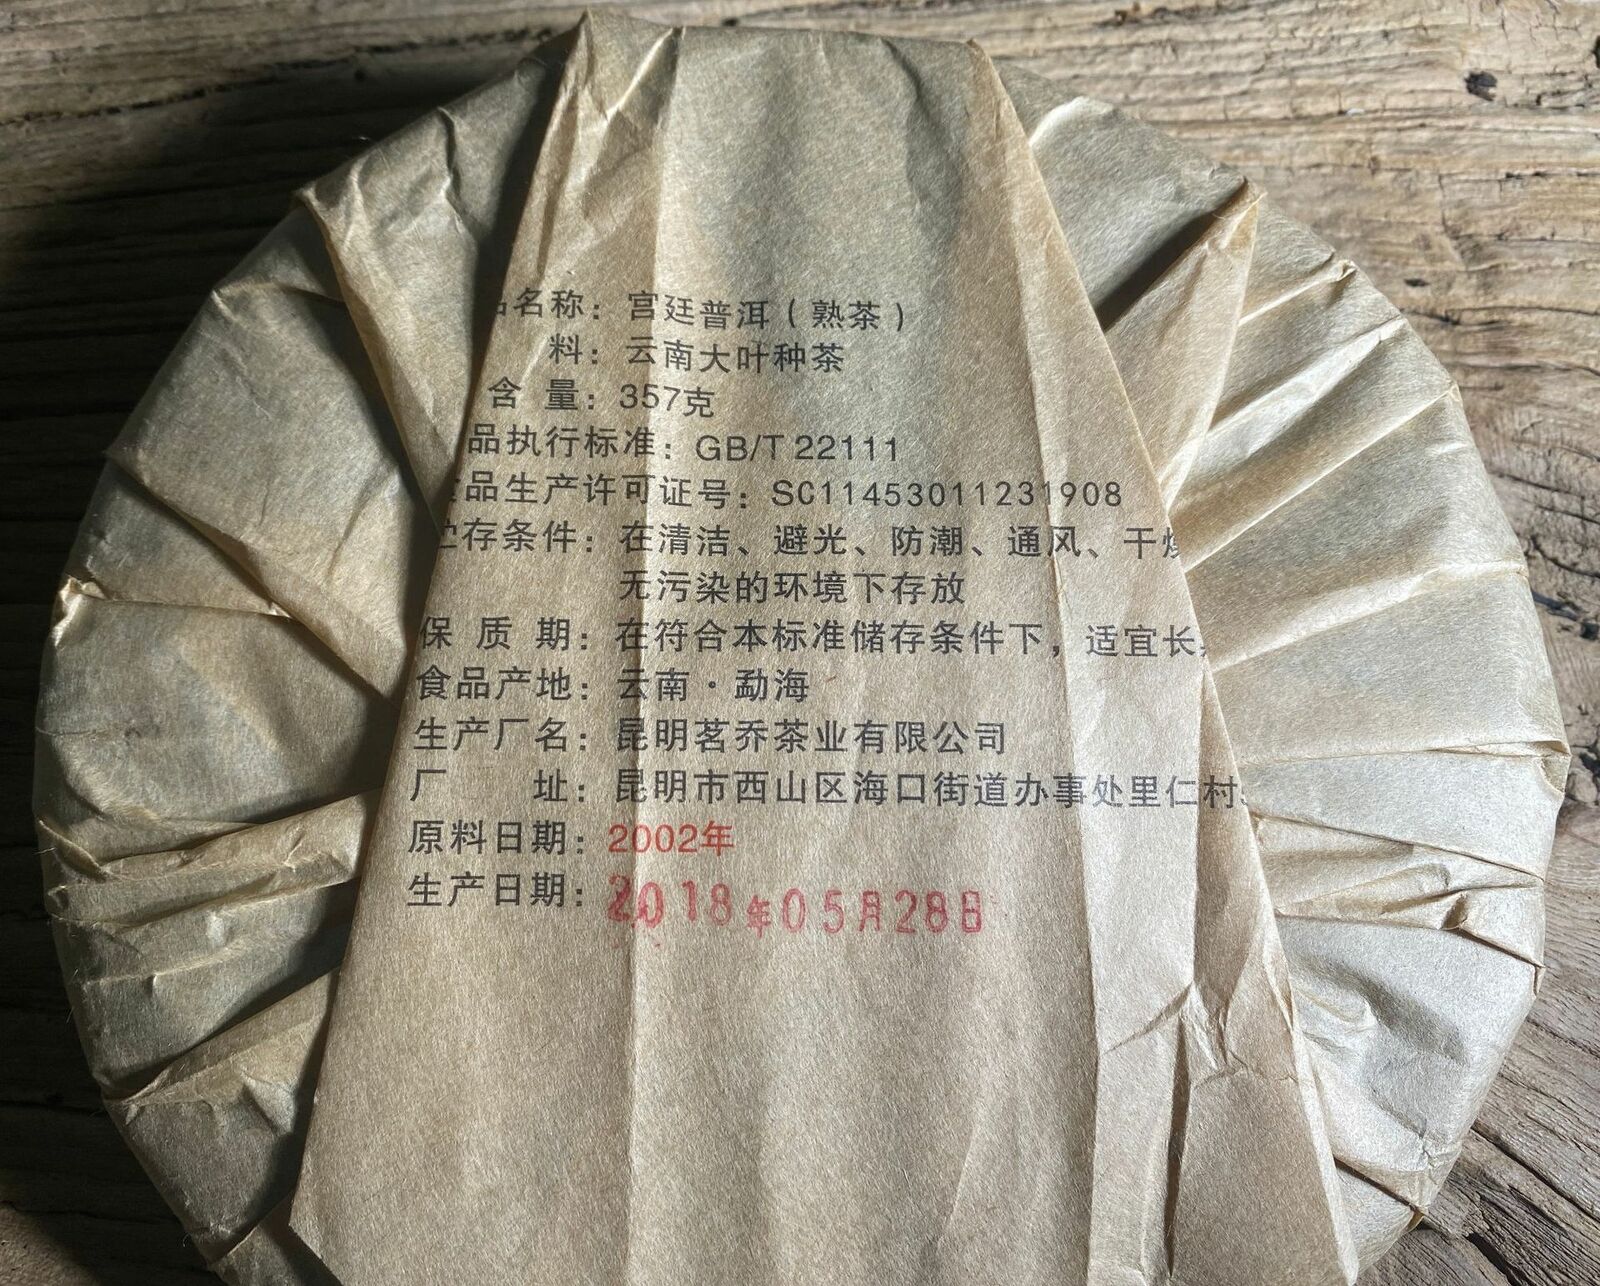 品名称：宫廷普洱（熟茶）
料：云南大叶种茶
含 量：357克
品执行标准：GB/T 22111
食品生产许可证号：SC11453011231908
贮存条件：在清洁、避光、防潮、通风、干燥
无污染的环境下存放
保 质 期：在符合本标准储存条件下，适宜长
食品产地：云南·勐海
生产厂名：昆明茗乔茶业有限公司
厂 址：昆明市西山区海口街道办事处里仁村
原料日期：2002年
生产日期：2018年05月28日